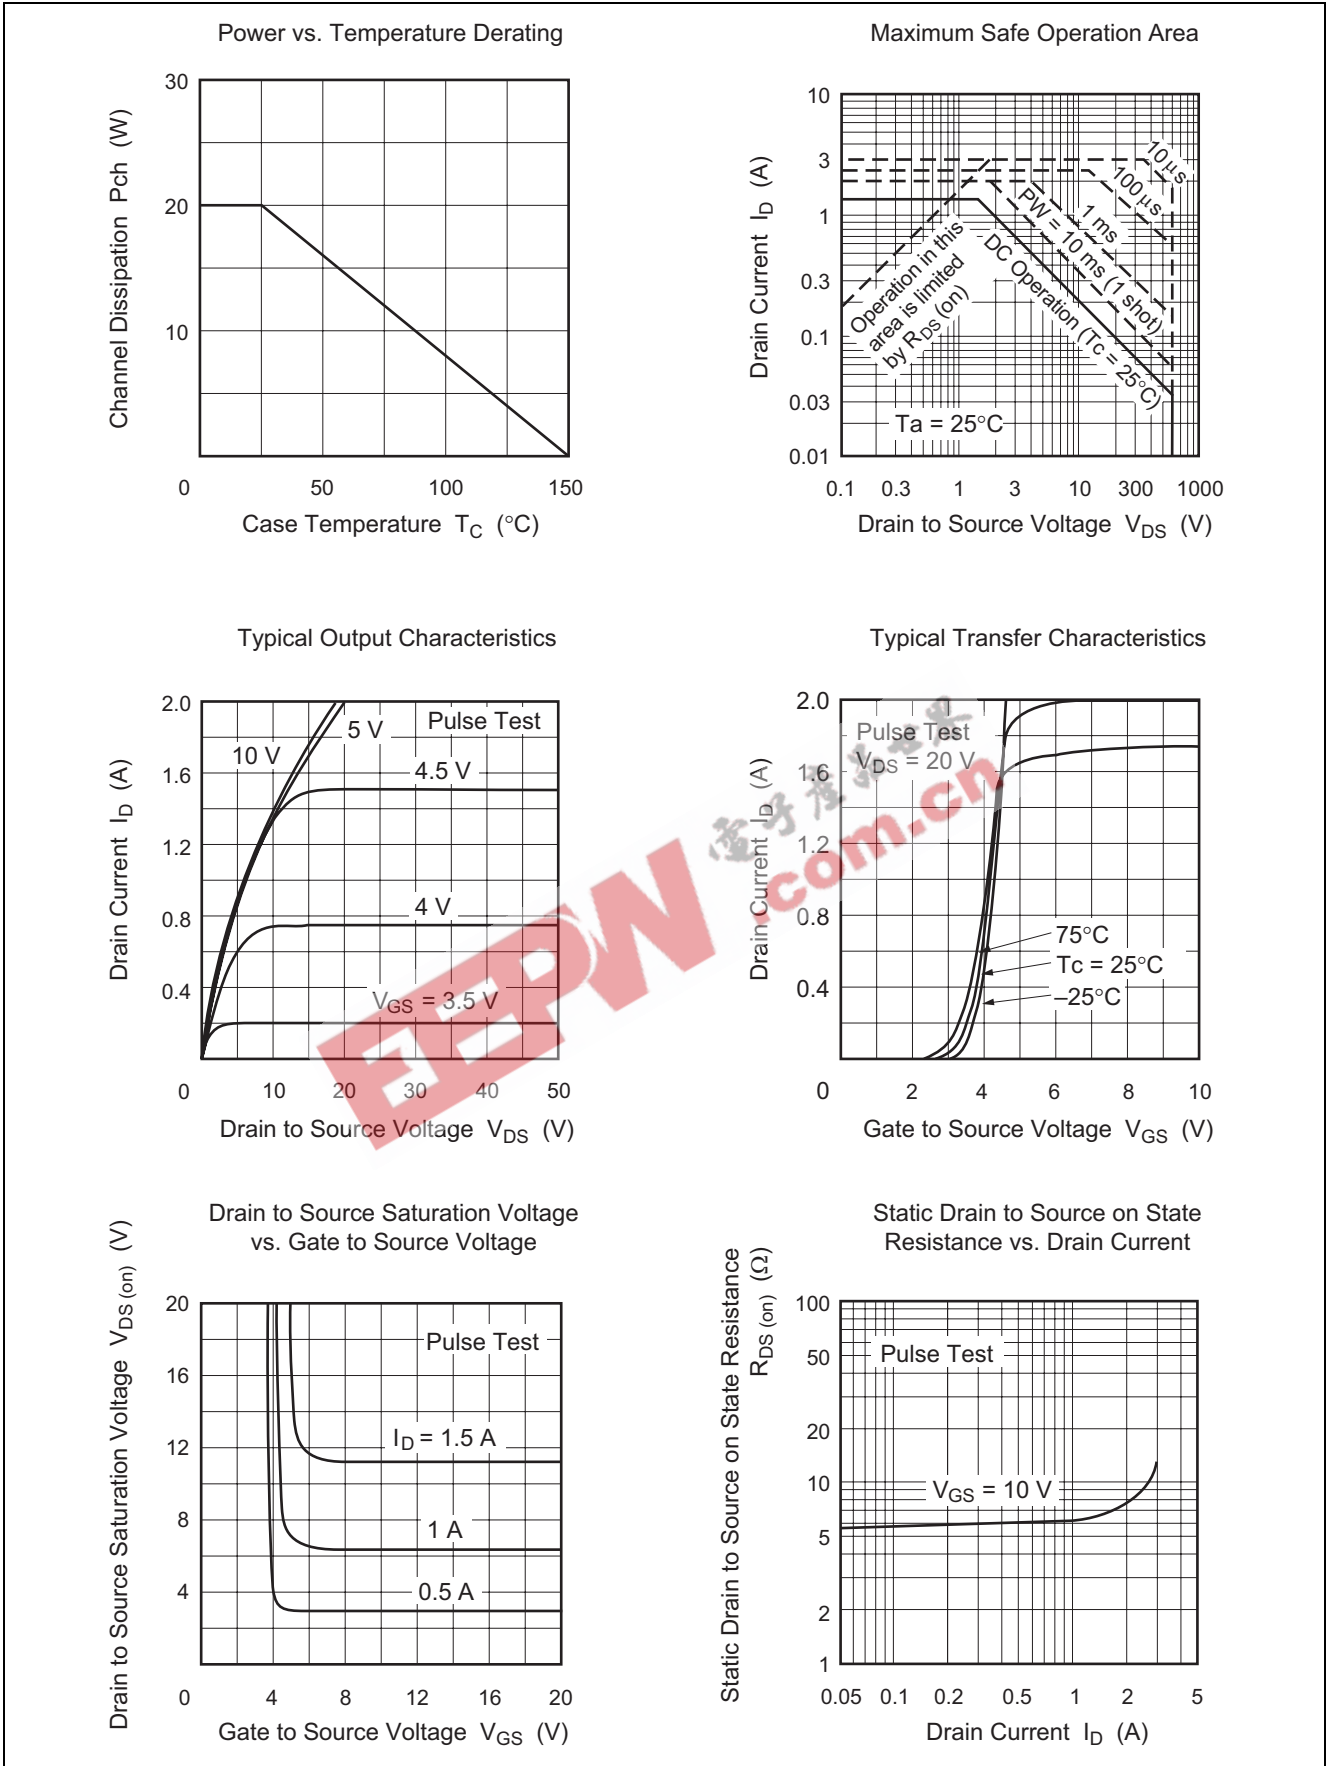 Power vs. Temperature Derating
Channel Dissipation Pch (W)
30
20
10
0
50
100
150
Case Temperature TC (°C)
Maximum Safe Operation Area
Drain Current ID (A)
10
3
1
0.3
0.1
0.03
0.01
10 μs
100 μs
1 ms
PW = 10 ms (1 shot)
DC Operation (Tc = 25°C)
Operation in this
area is limited
by RDS (on)
Ta = 25°C
0.1
0.3
1
3
10
300
1000
Drain to Source Voltage VDS (V)
Typical Output Characteristics
Drain Current ID (A)
2.0
1.6
1.2
0.8
0.4
0
10 V
5 V
Pulse Test
4.5 V
4 V
VGS = 3.5 V
10
20
30
40
50
Drain to Source Voltage VDS (V)
Typical Transfer Characteristics
Drain Current ID (A)
2.0
1.6
1.2
0.8
0.4
0
Pulse Test
VDS = 20 V
75°C
Tc = 25°C
–25°C
2
4
6
8
10
Gate to Source Voltage VGS (V)
EEPW
.com.cn
電子產品世界
Drain to Source Saturation Voltage
vs. Gate to Source Voltage
Drain to Source Saturation Voltage VDS (on) (V)
20
16
12
8
4
0
Pulse Test
ID = 1.5 A
1 A
0.5 A
4
8
12
16
20
Gate to Source Voltage VGS (V)
Static Drain to Source on State
Resistance vs. Drain Current
Static Drain to Source on State Resistance
RDS (on) (Ω)
100
50
20
10
5
2
1
Pulse Test
VGS = 10 V
0.05
0.1
0.2
0.5
1
2
5
Drain Current ID (A)